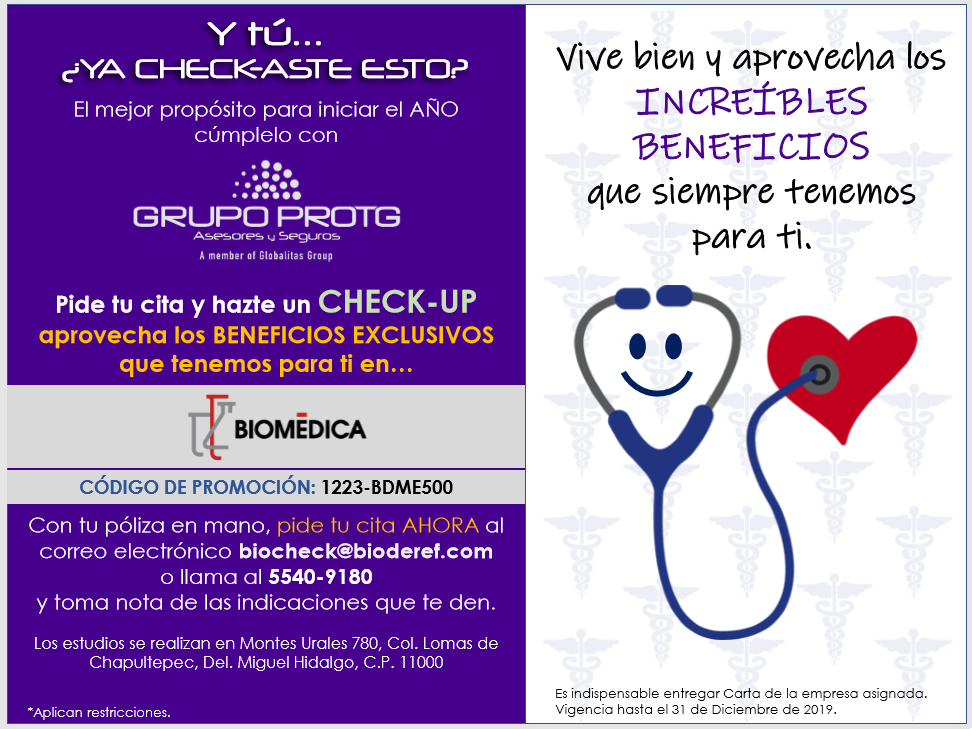 Y tú...
¿YA CHECK-ASTE ESTO?
El mejor propósito para iniciar el AÑO
cúmplelo con
GRUPO PROTG
Asesores y Seguros
A member of Globalitas Group
Pide tu cita y hazte un CHECK-UP
aprovecha los BENEFICIOS EXCLUSIVOS
que tenemos para ti en...
BIOMÉDICA
CÓDIGO DE PROMOCIÓN: 1223-BDME500
Con tu póliza en mano, pide tu cita AHORA al
correo electrónico biocheck@bioderef.com
o llama al 5540-9180
y toma nota de las indicaciones que te den.
Los estudios se realizan en Montes Urales 780, Col. Lomas de
Chapultepec, Del. Miguel Hidalgo, C.P. 11000
*Aplican restricciones.
Vive bien y aprovecha los
INCREÍBLES
BENEFICIOS
que siempre tenemos
para ti.
Es indispensable entregar Carta de la empresa asignada.
Vigencia hasta el 31 de Diciembre de 2019.